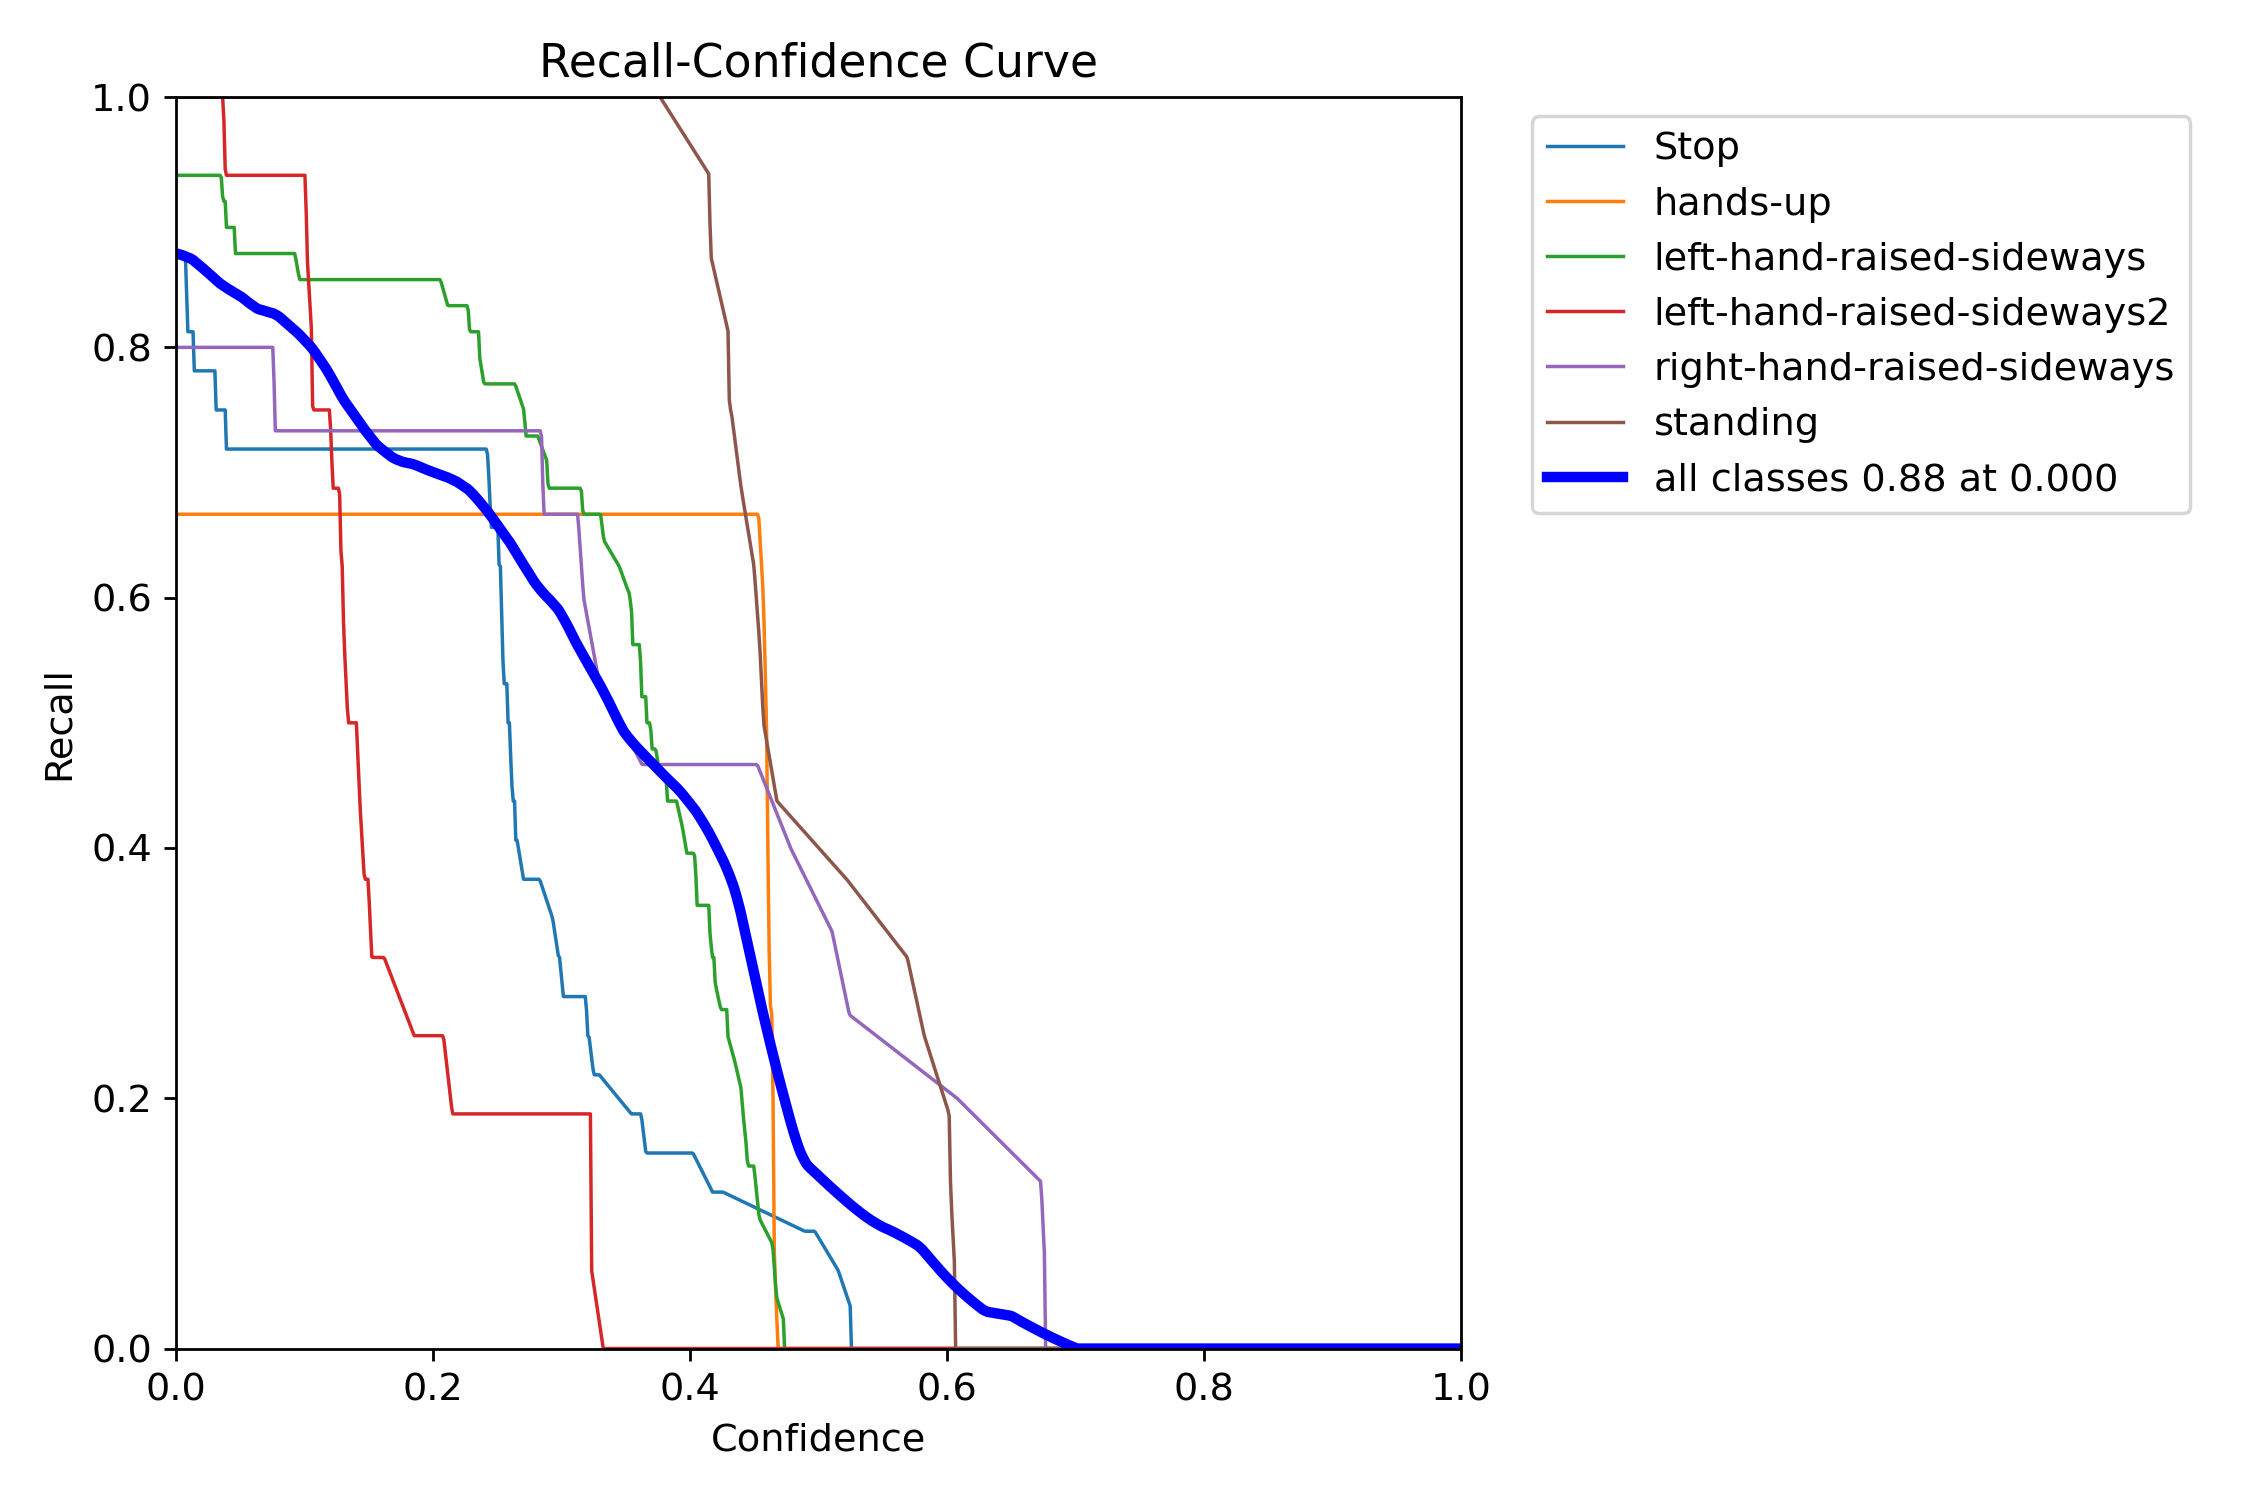 Recall-Confidence Curve
1.0
0.8
0.6
0.4
0.2
0.0
Recall
0.0 0.2 0.4 0.6 0.8 1.0
Confidence
Stop
hands-up
left-hand-raised-sideways
left-hand-raised-sideways2
right-hand-raised-sideways
standing
all classes 0.88 at 0.000